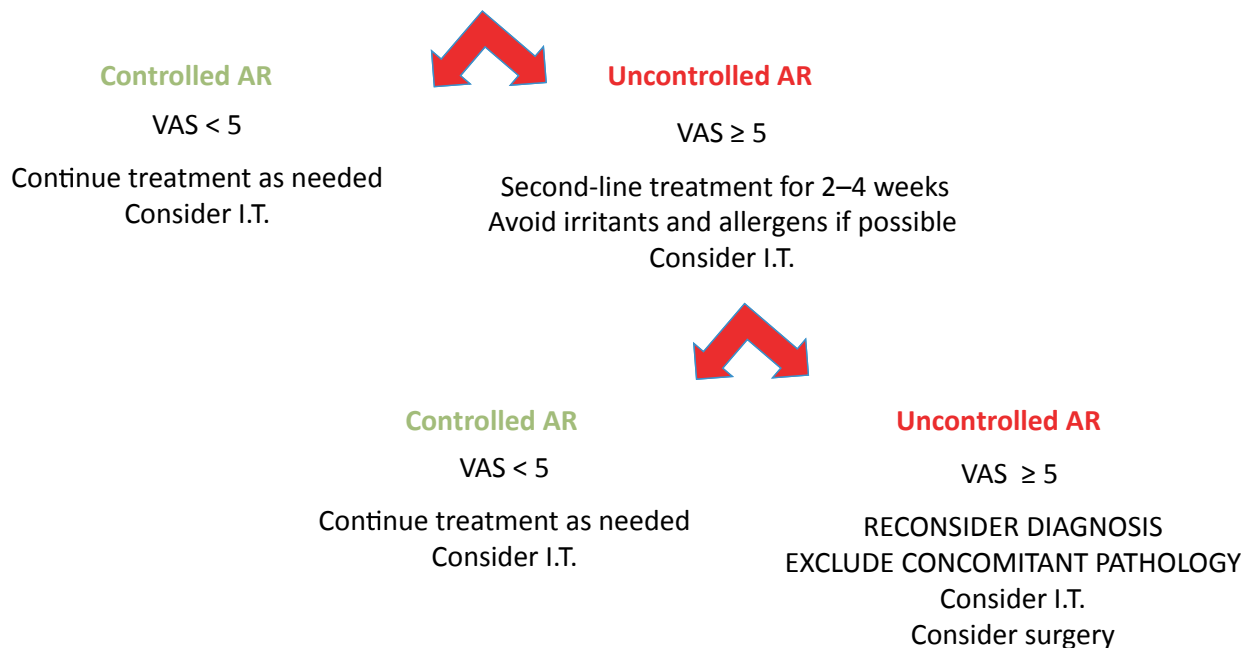 Controlled AR
VAS < 5
Continue treatment as needed
Consider I.T.
Uncontrolled AR
VAS ≥ 5
Second-line treatment for 2–4 weeks
Avoid irritants and allergens if possible
Consider I.T.
Controlled AR
VAS < 5
Continue treatment as needed
Consider I.T.
Uncontrolled AR
VAS ≥ 5
RECONSIDER DIAGNOSIS
EXCLUDE CONCOMITANT PATHOLOGY
Consider I.T.
Consider surgery